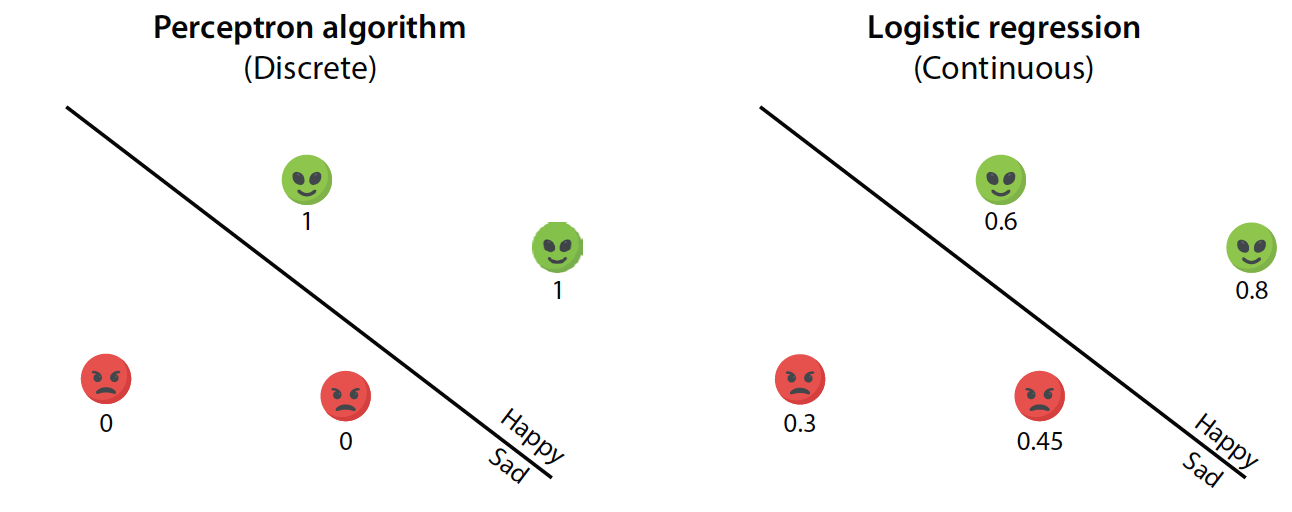 Perceptron algorithm
(Discrete)
1
1
0
0
Happy
Sad
Logistic regression
(Continuous)
0.6
0.8
0.3
0.45
Happy
Sad